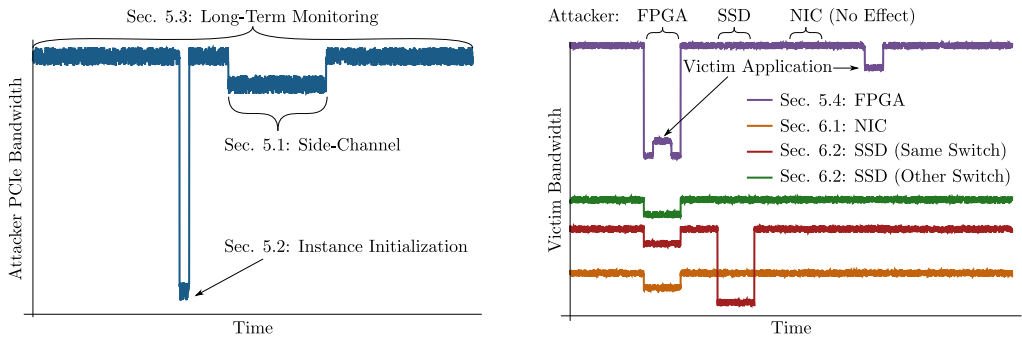 Sec. 5.3: Long-Term Monitoring
Attacker PCIe Bandwidth
Sec. 5.1: Side-Channel
Sec. 5.2: Instance Initialization
Time
Attacker: FPGA SSD NIC (No Effect)
Victim Application
Victim Bandwidth
Sec. 5.4: FPGA
Sec. 6.1: NIC
Sec. 6.2: SSD (Same Switch)
Sec. 6.2: SSD (Other Switch)
Time